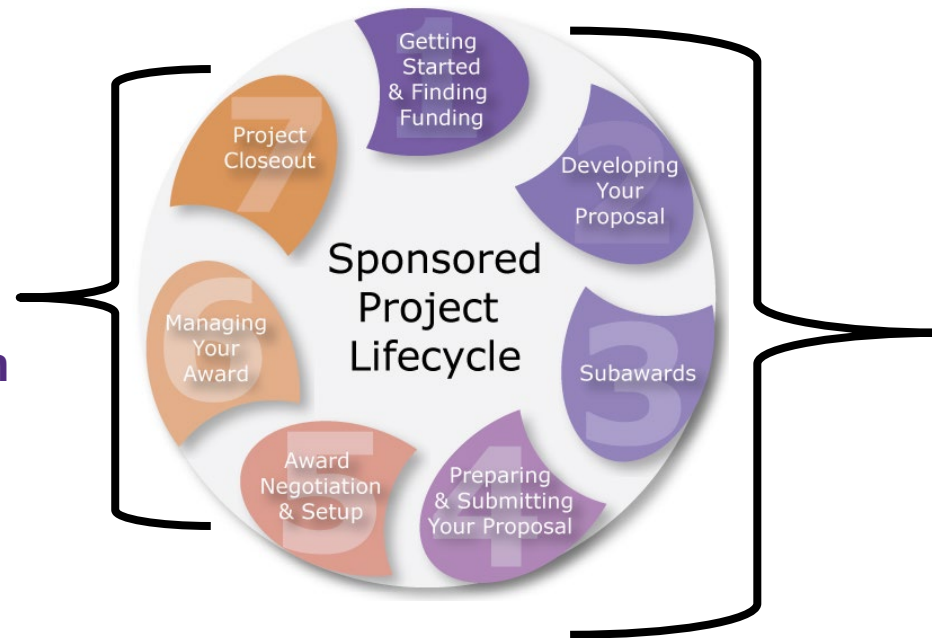 1
Getting
Started
& Finding
Funding
2
Developing
Your
Proposal
3
Subawards
4
Preparing
& Submitting
Your Proposal
5
Award
Negotiation
& Setup
6
Managing
Your
Award
7
Project
Closeout
Sponsored
Project
Lifecycle